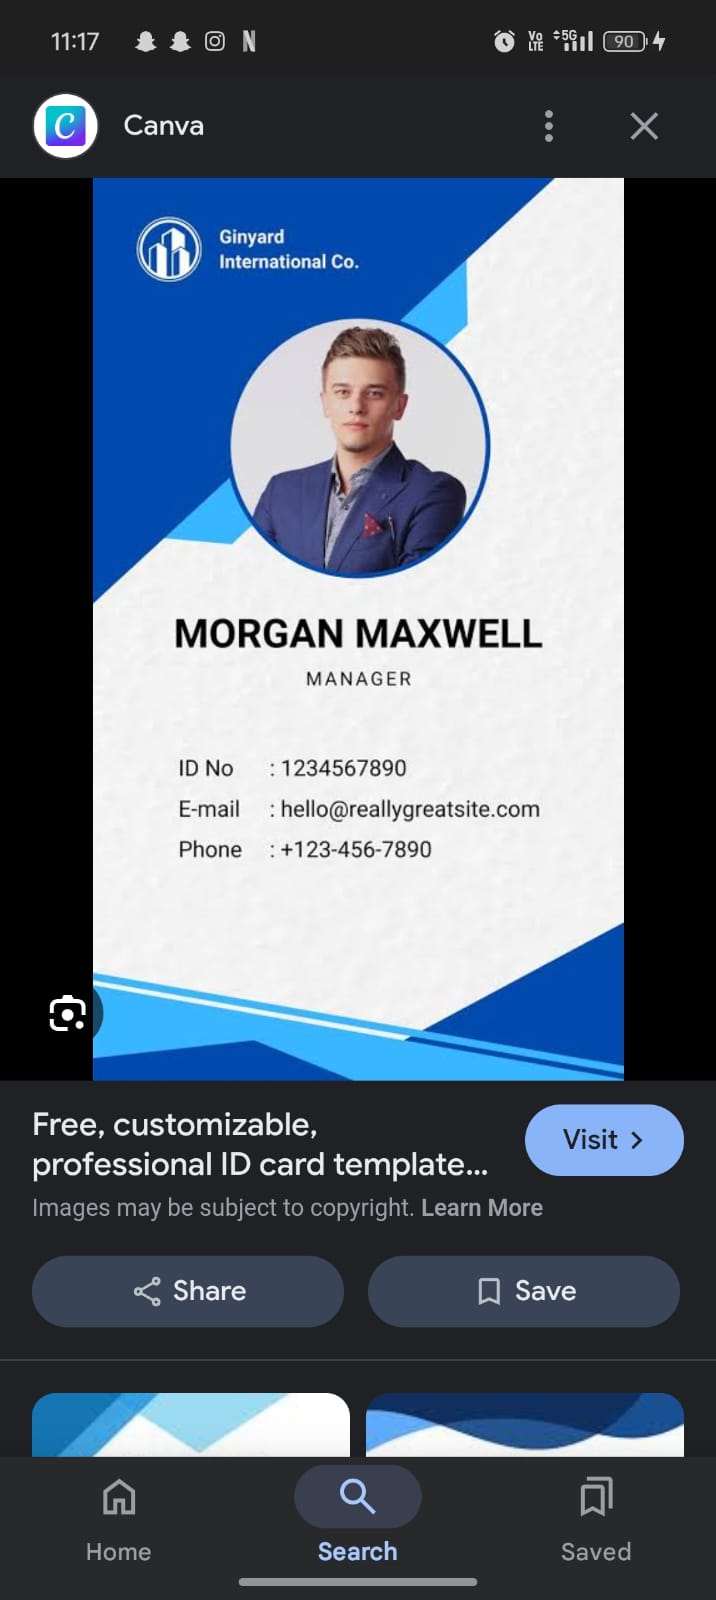 11:17
N
Vo
LTE
5G
90
C
Canva
Ginyard
International Co.
MORGAN MAXWELL
MANAGER
ID No : 1234567890
E-mail : hello@reallygreatsite.com
Phone : +123-456-7890
Free, customizable,
professional ID card template...
Visit
Images may be subject to copyright. Learn More
Share
Save
Home
Search
Saved